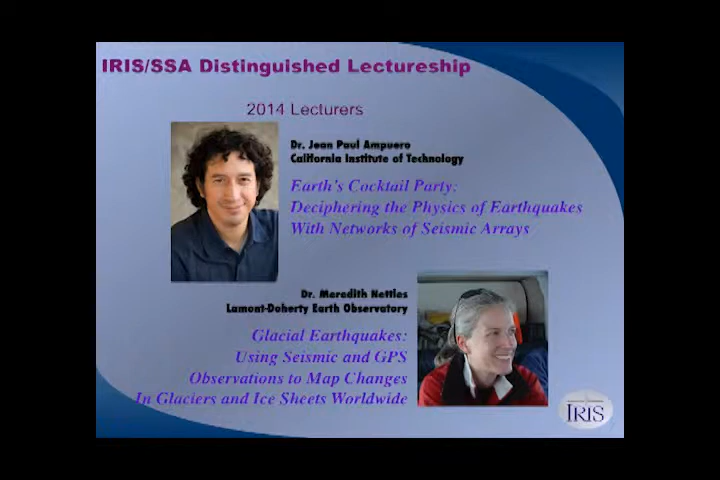 IRIS/SSA Distinguished Lectureship
2014 Lecturers
Dr. Jean Paul Ampuero
California Institute of Technology
Earth's Cocktail Party:
Deciphering the Physics of Earthquakes
With Networks of Seismic Arrays
Dr. Meredith Nettles
Lamont-Doherty Earth Observatory
Glacial Earthquakes:
Using Seismic and GPS
Observations to Map Changes
In Glaciers and Ice Sheets Worldwide
IRIS